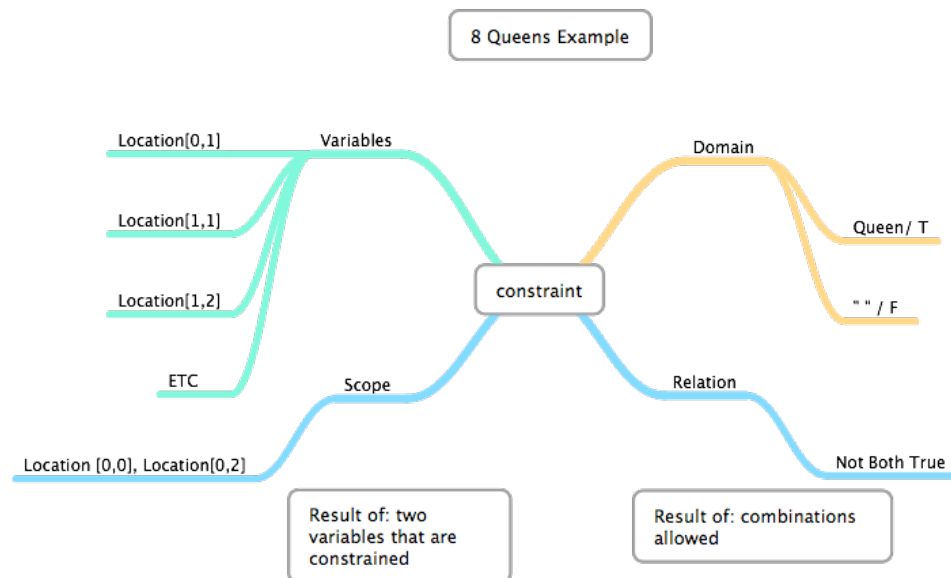 8 Queens Example
Location[0,1]
Variables
Domain
Location[1,1]
Queen/ T
Location[1,2]
constraint
" " / F
ETC
Scope
Relation
Location [0,0], Location[0,2]
Not Both True
Result of: two
variables that are
constrained
Result of: combinations
allowed